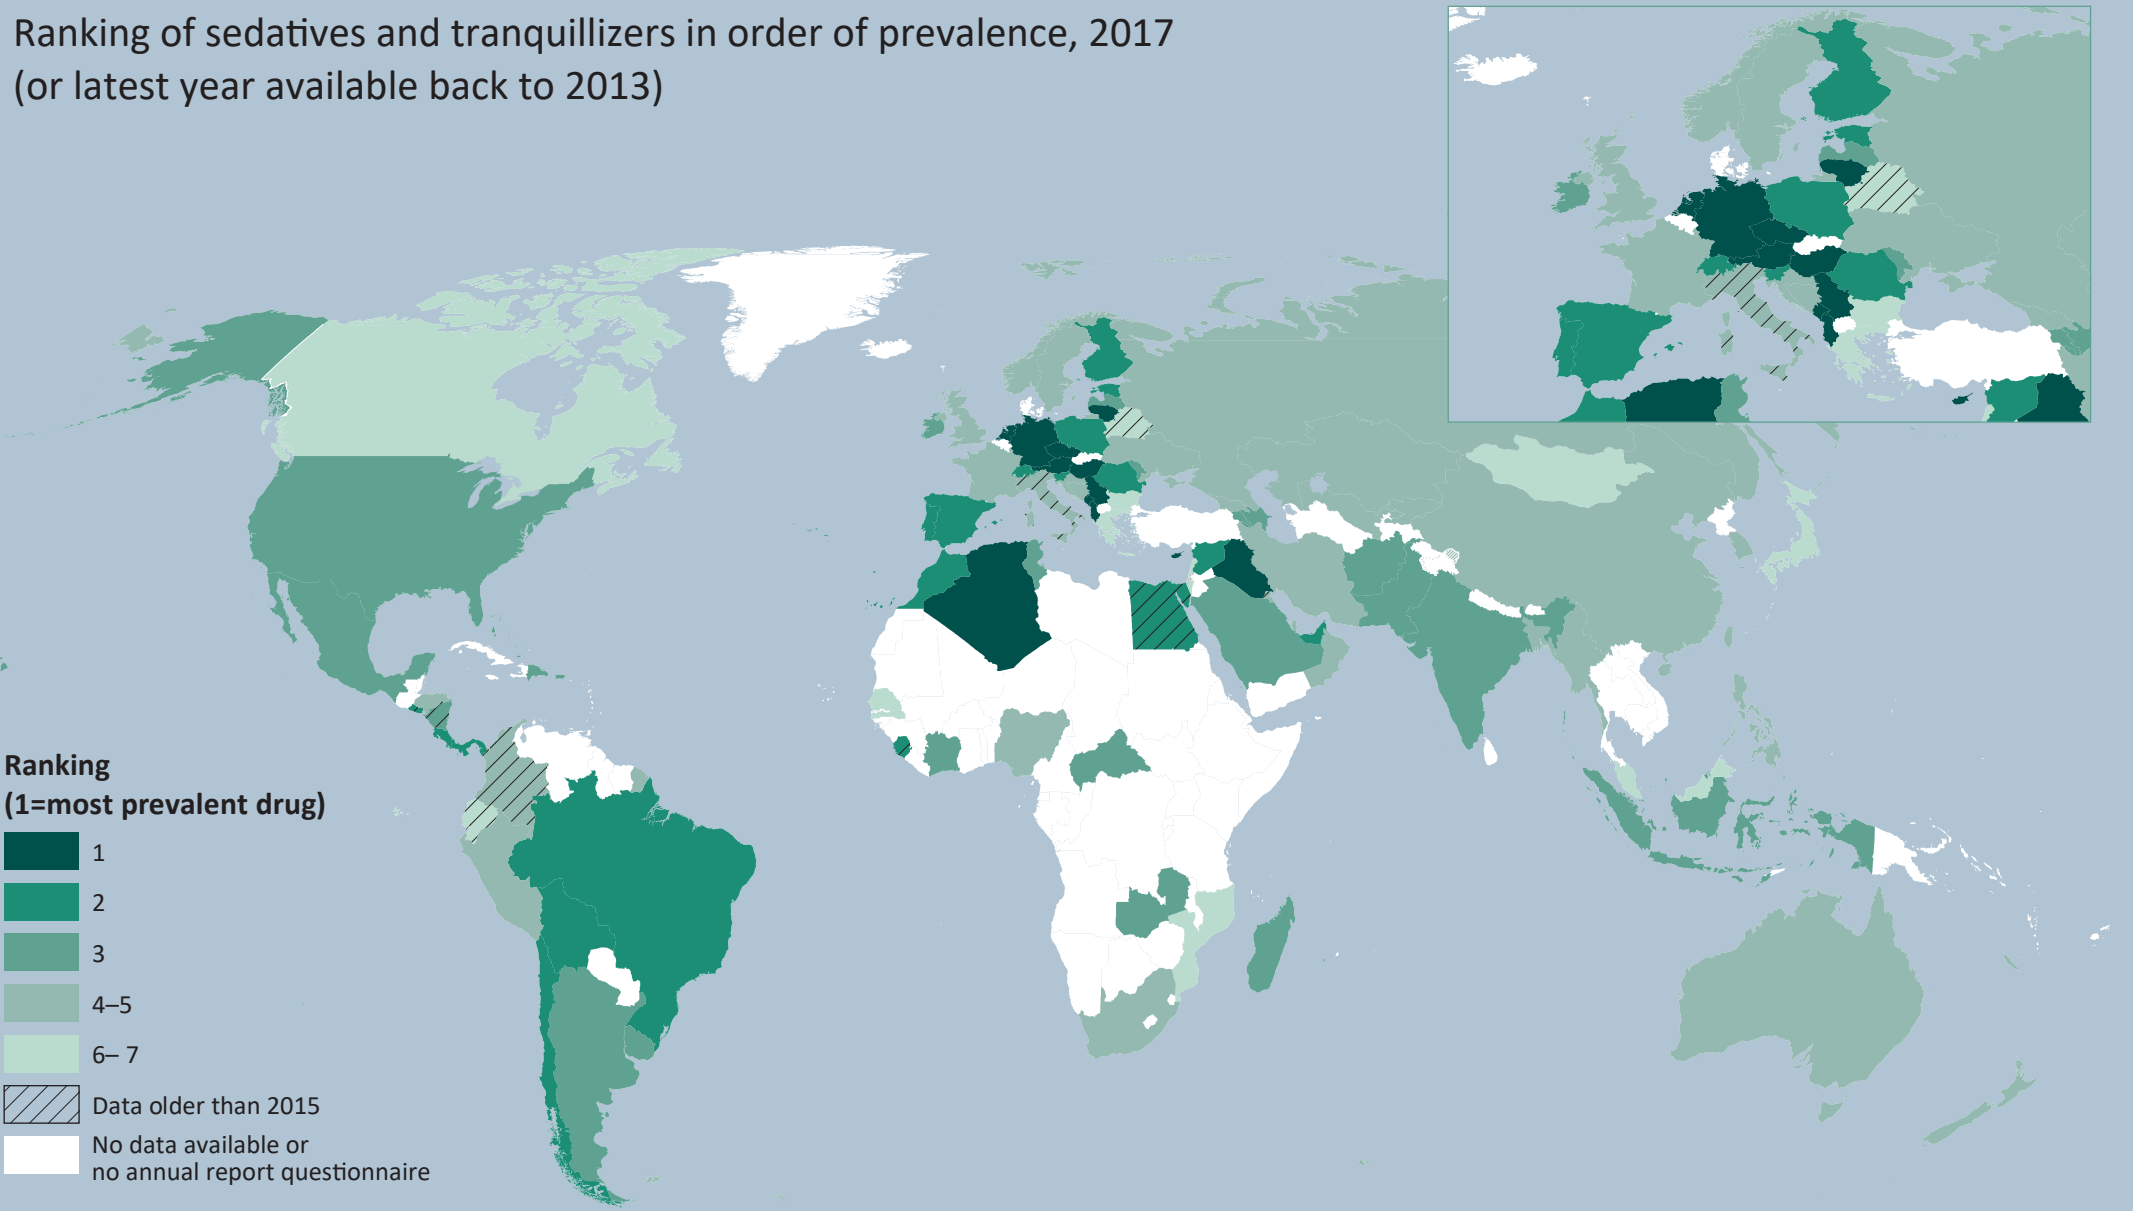 Ranking of sedatives and tranquillizers in order of prevalence, 2017
(or latest year available back to 2013)
Ranking
(1=most prevalent drug)
1
2
3
4–5
6– 7
Data older than 2015
No data available or
no annual report questionnaire